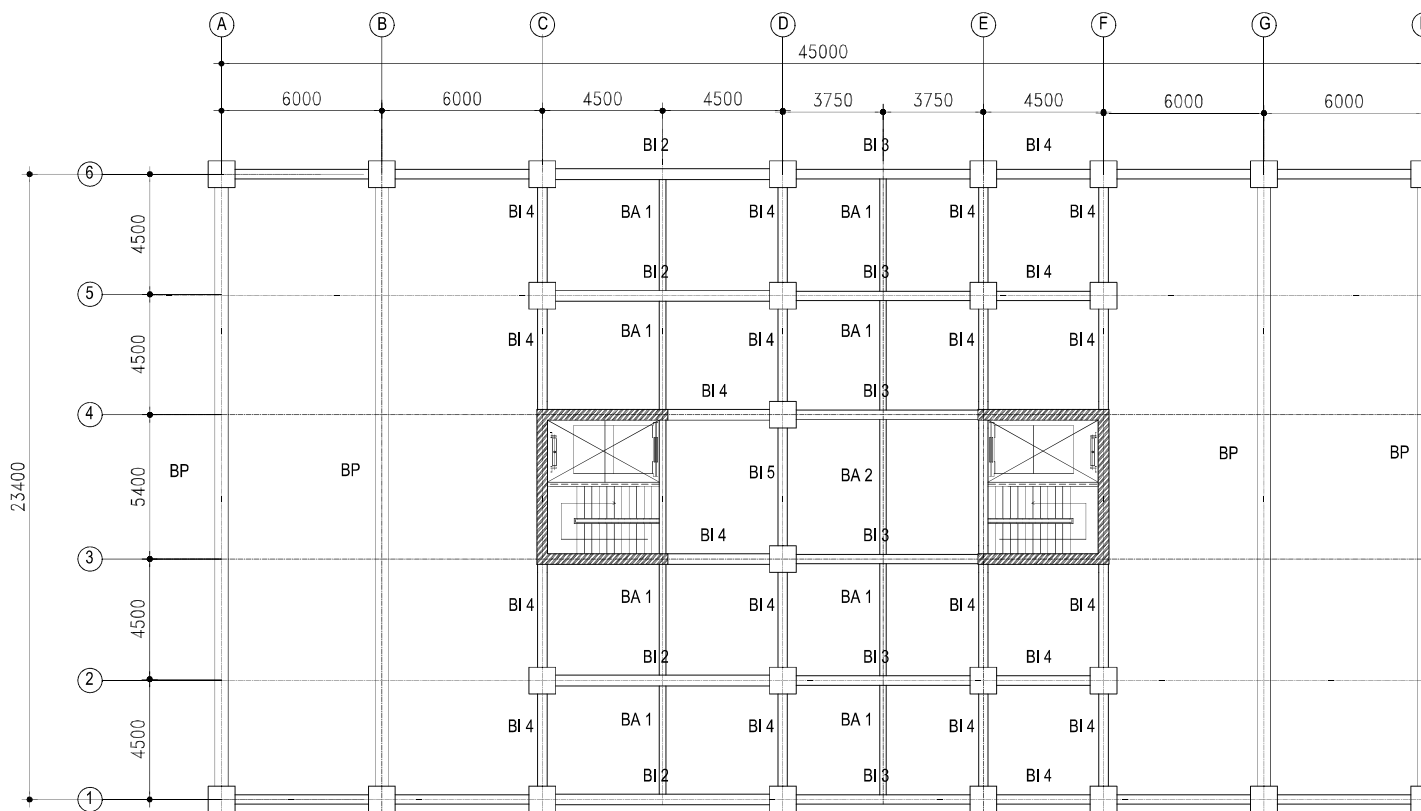 A B C D E F G
45000
6000 6000 4500 4500 3750 3750 4500 6000 6000
BI 2 BI 3 BI 4
6
BI 4 BA 1 BI 4 BA 1 BI 4 BI 4
4500
BI 2 BI 3 BI 4
5
BI 4 BA 1 BI 4 BA 1 BI 4 BI 4
4500
BI 4 BI 3
4
BP BP BI 5 BA 2 BP BP
23400
5400
BI 4 BI 3
3
BI 4 BA 1 BI 4 BA 1 BI 4 BI 4
4500
BI 2 BI 3 BI 4
2
BI 4 BA 1 BI 4 BA 1 BI 4 BI 4
4500
BI 2 BI 3 BI 4
1